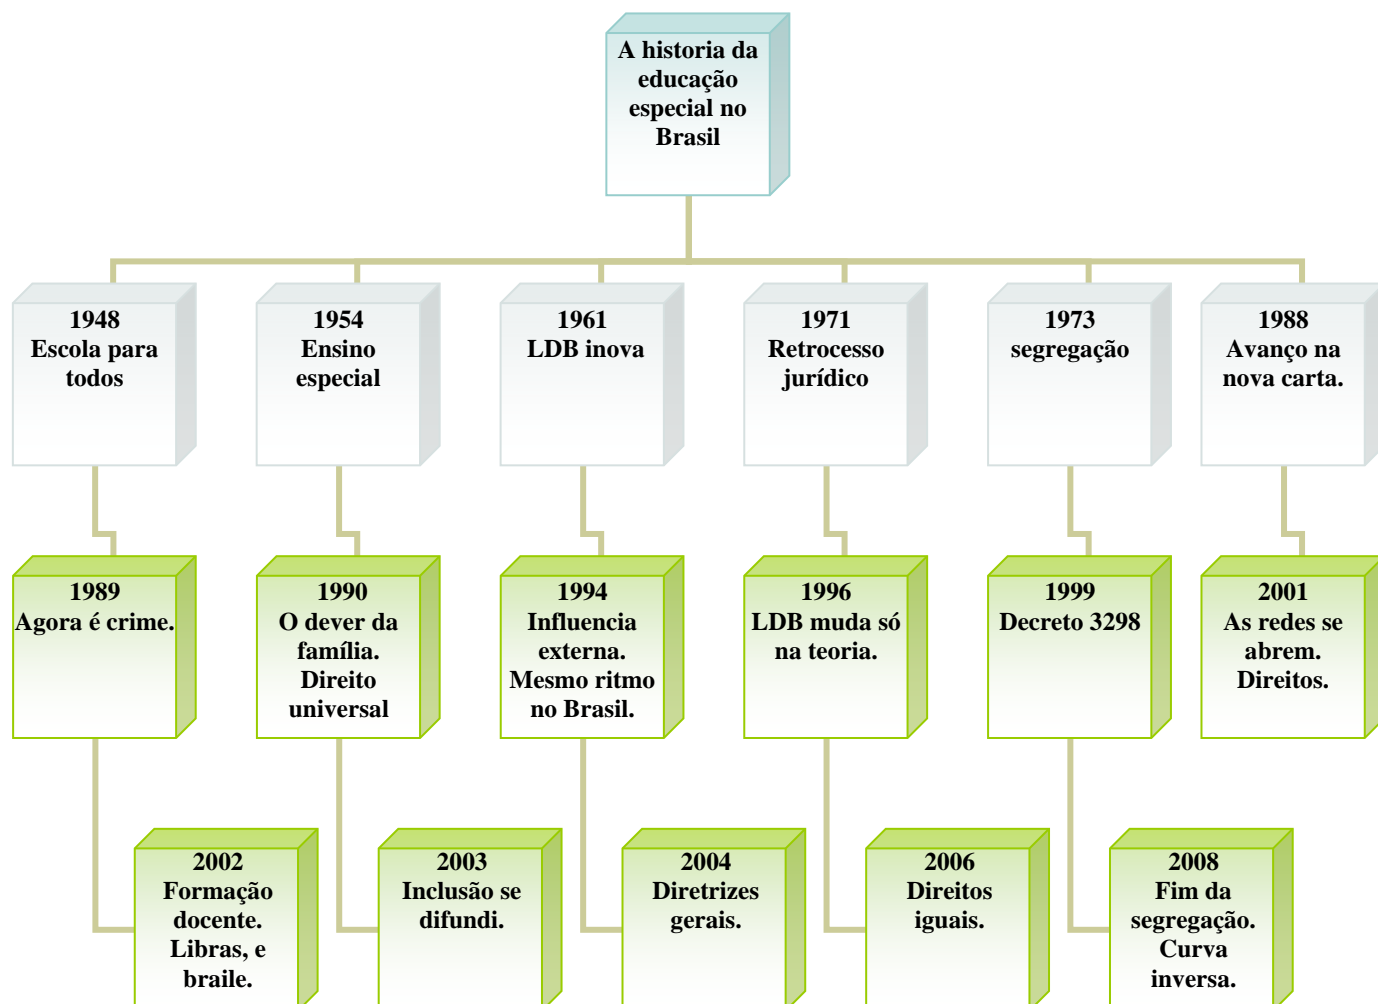 A historia da
educação
especial no
Brasil
1948
Escola para
todos
1954
Ensino
especial
1961
LDB inova
1971
Retrocesso
jurídico
1973
segregação
1988
Avanço na
nova carta.
1989
Agora é crime.
1990
O dever da
família.
Direito
universal
1994
Influencia
externa.
Mesmo ritmo
no Brasil.
1996
LDB muda só
na teoria.
1999
Decreto 3298
2001
As redes se
abrem.
Direitos.
2002
Formação
docente.
Libras, e
braile.
2003
Inclusão se
difundi.
2004
Diretrizes
gerais.
2006
Direitos
iguais.
2008
Fim da
segregação.
Curva
inversa.